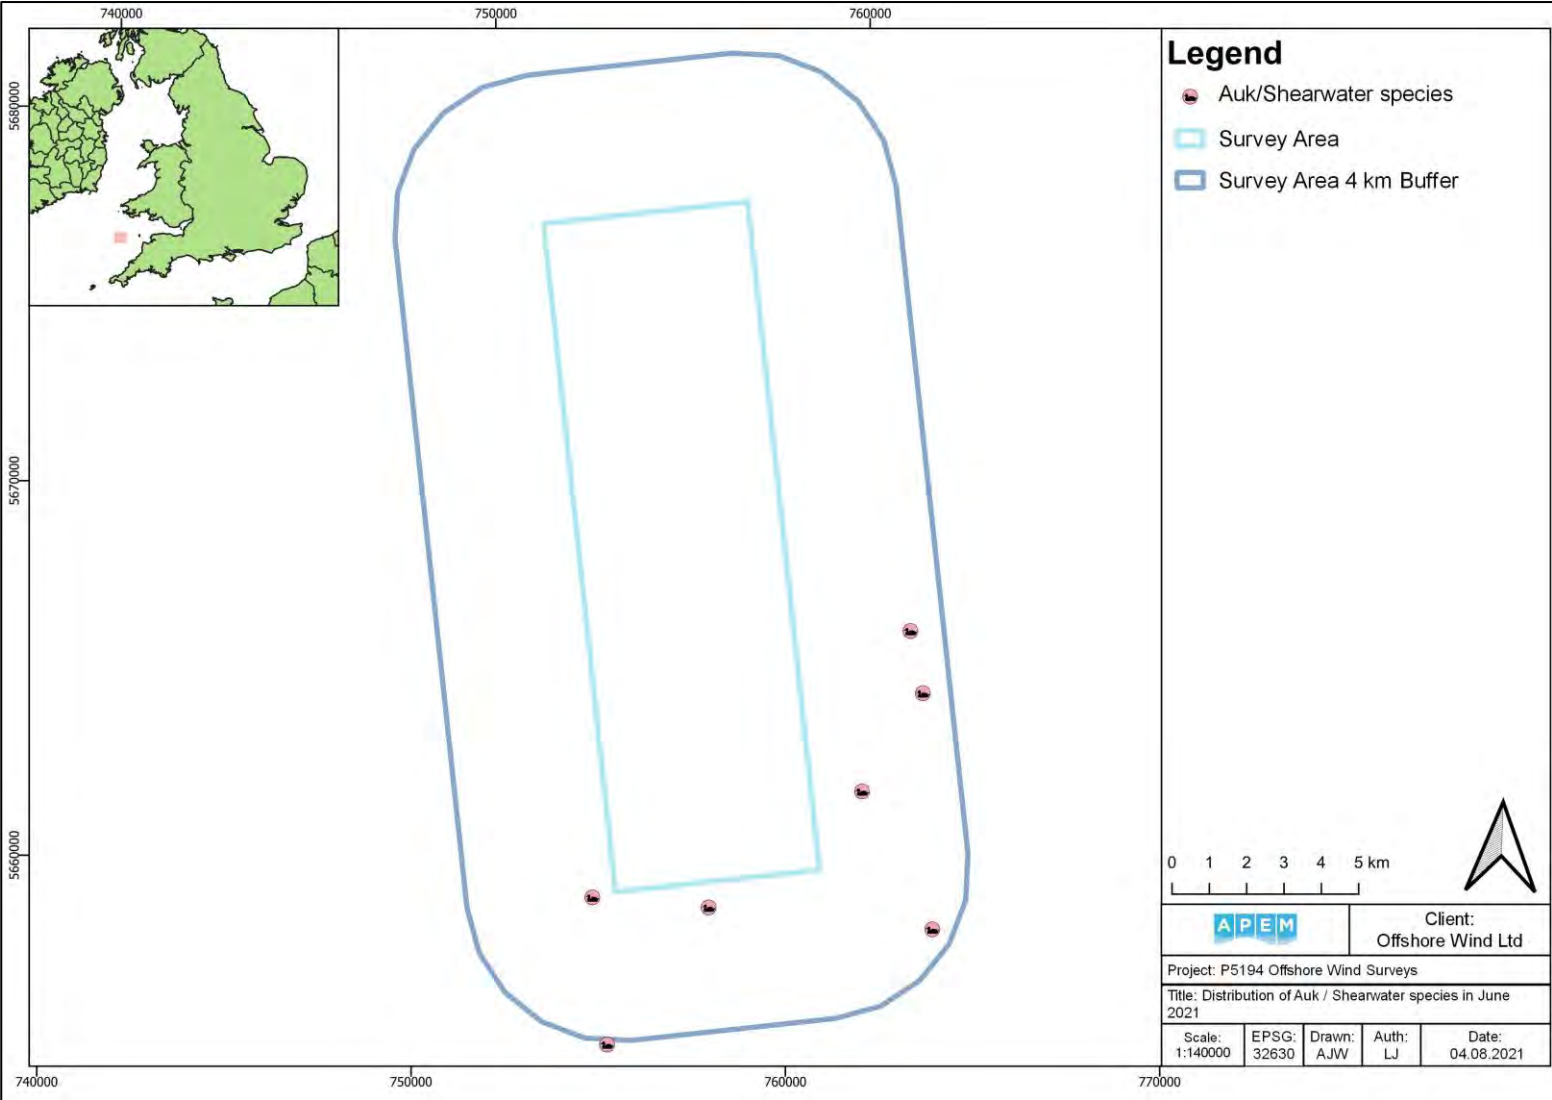 740000
750000
760000
5680000
5670000
5660000
Legend
Auk/Shearwater species
Survey Area
Survey Area 4 km Buffer
0 1 2 3 4 5 km
APEM
Client:
Offshore Wind Ltd
Project: P5194 Offshore Wind Surveys
Title: Distribution of Auk / Shearwater species in June
2021
Scale:
1:140000
EPSG:
32630
Drawn:
AJW
Auth:
LJ
Date:
04.08.2021
740000
750000
760000
770000